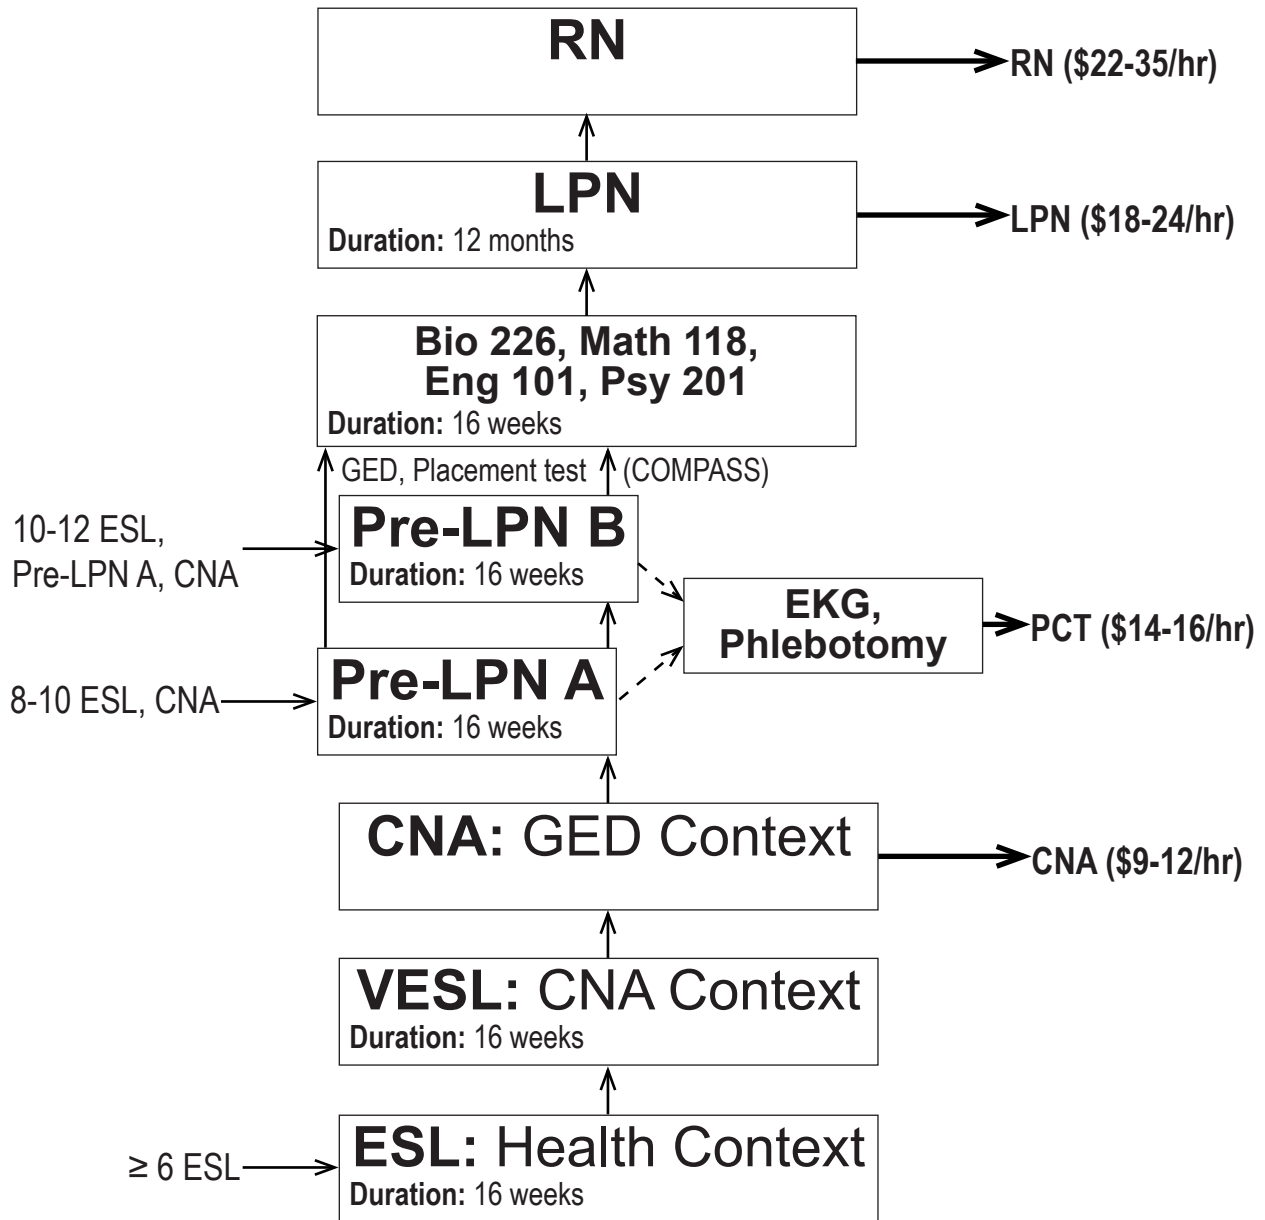 RN
RN ($22-35/hr)
LPN
Duration: 12 months
LPN ($18-24/hr)
Bio 226, Math 118,
Eng 101, Psy 201
Duration: 16 weeks
GED, Placement test (COMPASS)
10-12 ESL,
Pre-LPN A, CNA
Pre-LPN B
Duration: 16 weeks
EKG,
Phlebotomy
PCT ($14-16/hr)
8-10 ESL, CNA
Pre-LPN A
Duration: 16 weeks
CNA: GED Context
CNA ($9-12/hr)
VESL: CNA Context
Duration: 16 weeks
≥ 6 ESL
ESL: Health Context
Duration: 16 weeks